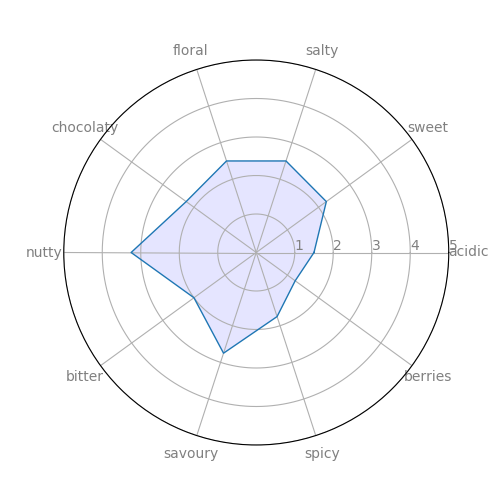 floral
salty
chocolaty
sweet
nutty
1
2
3
4
5
acidic
bitter
berries
savoury
spicy